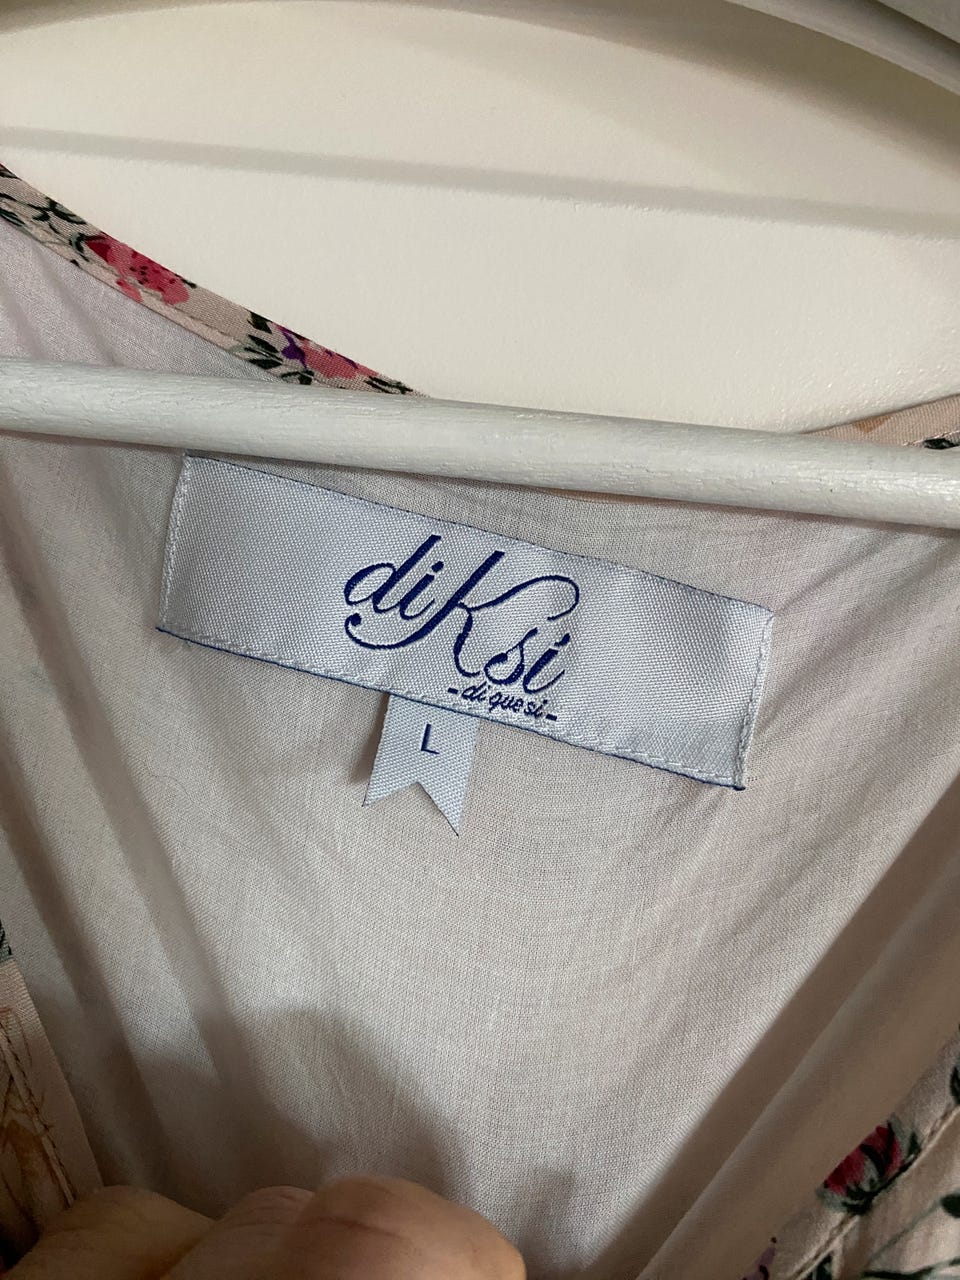 diKsi
- di que si -
L